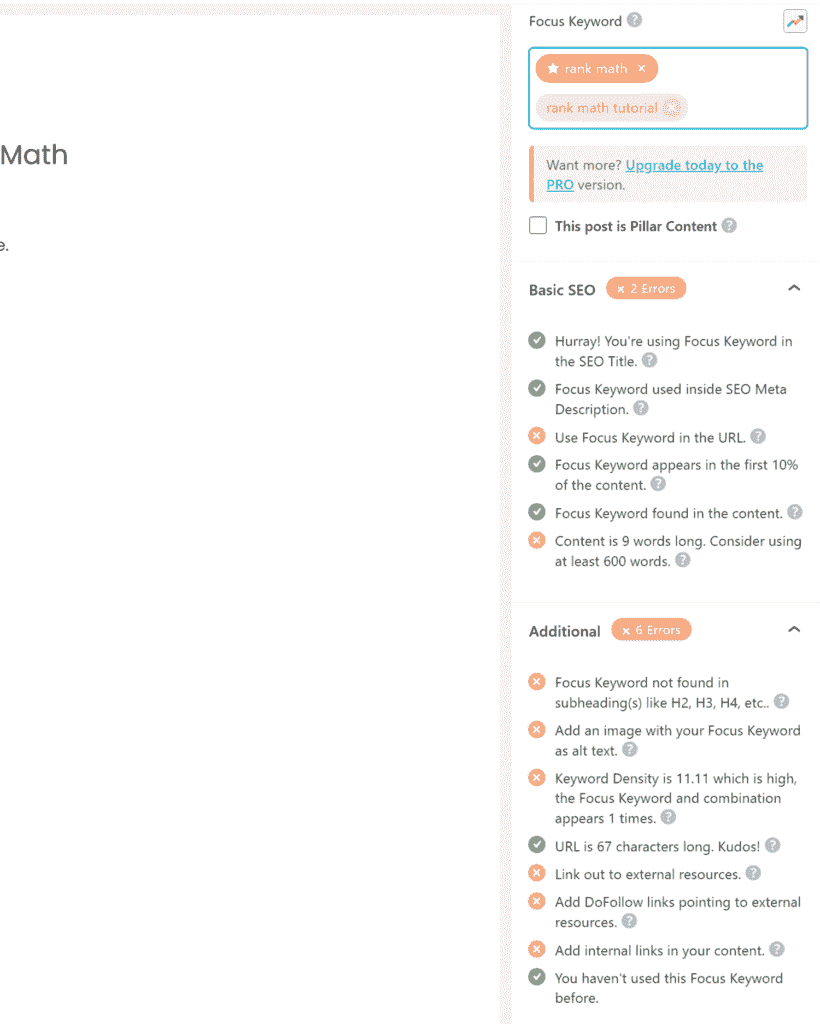 Focus Keyword
rank math
rank math tutorial
Math
Want more? Upgrade today to the
PRO version.
This post is Pillar Content
e.
Basic SEO
2 Errors
Hurray! You're using Focus Keyword in
the SEO Title.
Focus Keyword used inside SEO Meta
Description.
Use Focus Keyword in the URL.
Focus Keyword appears in the first 10%
of the content.
Focus Keyword found in the content.
Content is 9 words long. Consider using
at least 600 words.
Additional
6 Errors
Focus Keyword not found in
subheading(s) like H2, H3, H4, etc..
Add an image with your Focus Keyword
as alt text.
Keyword Density is 11.11 which is high,
the Focus Keyword and combination
appears 1 times.
URL is 67 characters long. Kudos!
Link out to external resources.
Add DoFollow links pointing to external
resources.
Add internal links in your content.
You haven't used this Focus Keyword
before.